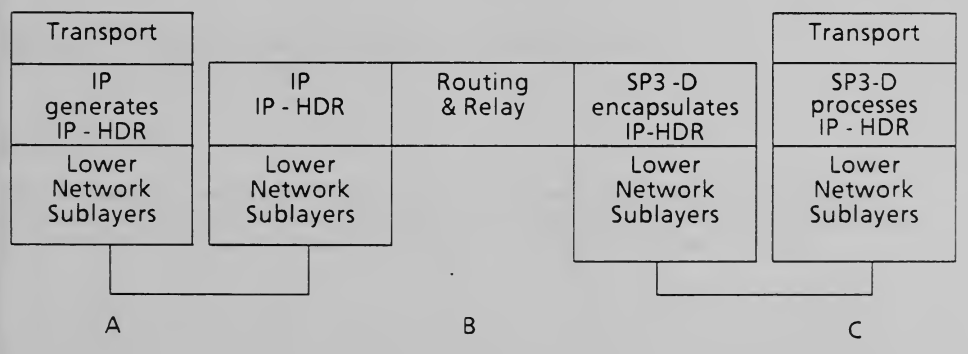 Transport
IP
generates
IP - HDR
Lower
Network
Sublayers
IP
IP - HDR
Lower
Network
Sublayers
Routing
& Relay
SP3 -D
encapsulates
IP-HDR
Lower
Network
Sublayers
Transport
SP3-D
processes
IP - HDR
Lower
Network
Sublayers
A
B
C